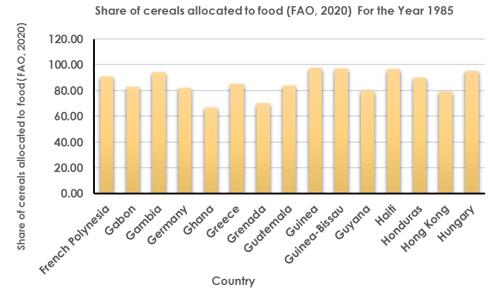 Share of cereals allocated to food (FAO, 2020)  For the Year 1985
Share of cereals allocated to food (FAO, 2020)
120.00
100.00
80.00
60.00
40.00
20.00
0.00
French Polynesia
Gabon
Gambia
Germany
Ghana
Greece
Grenada
Guatemala
Guinea
Guinea-Bissau
Guyana
Haiti
Honduras
Hong Kong
Hungary
Country